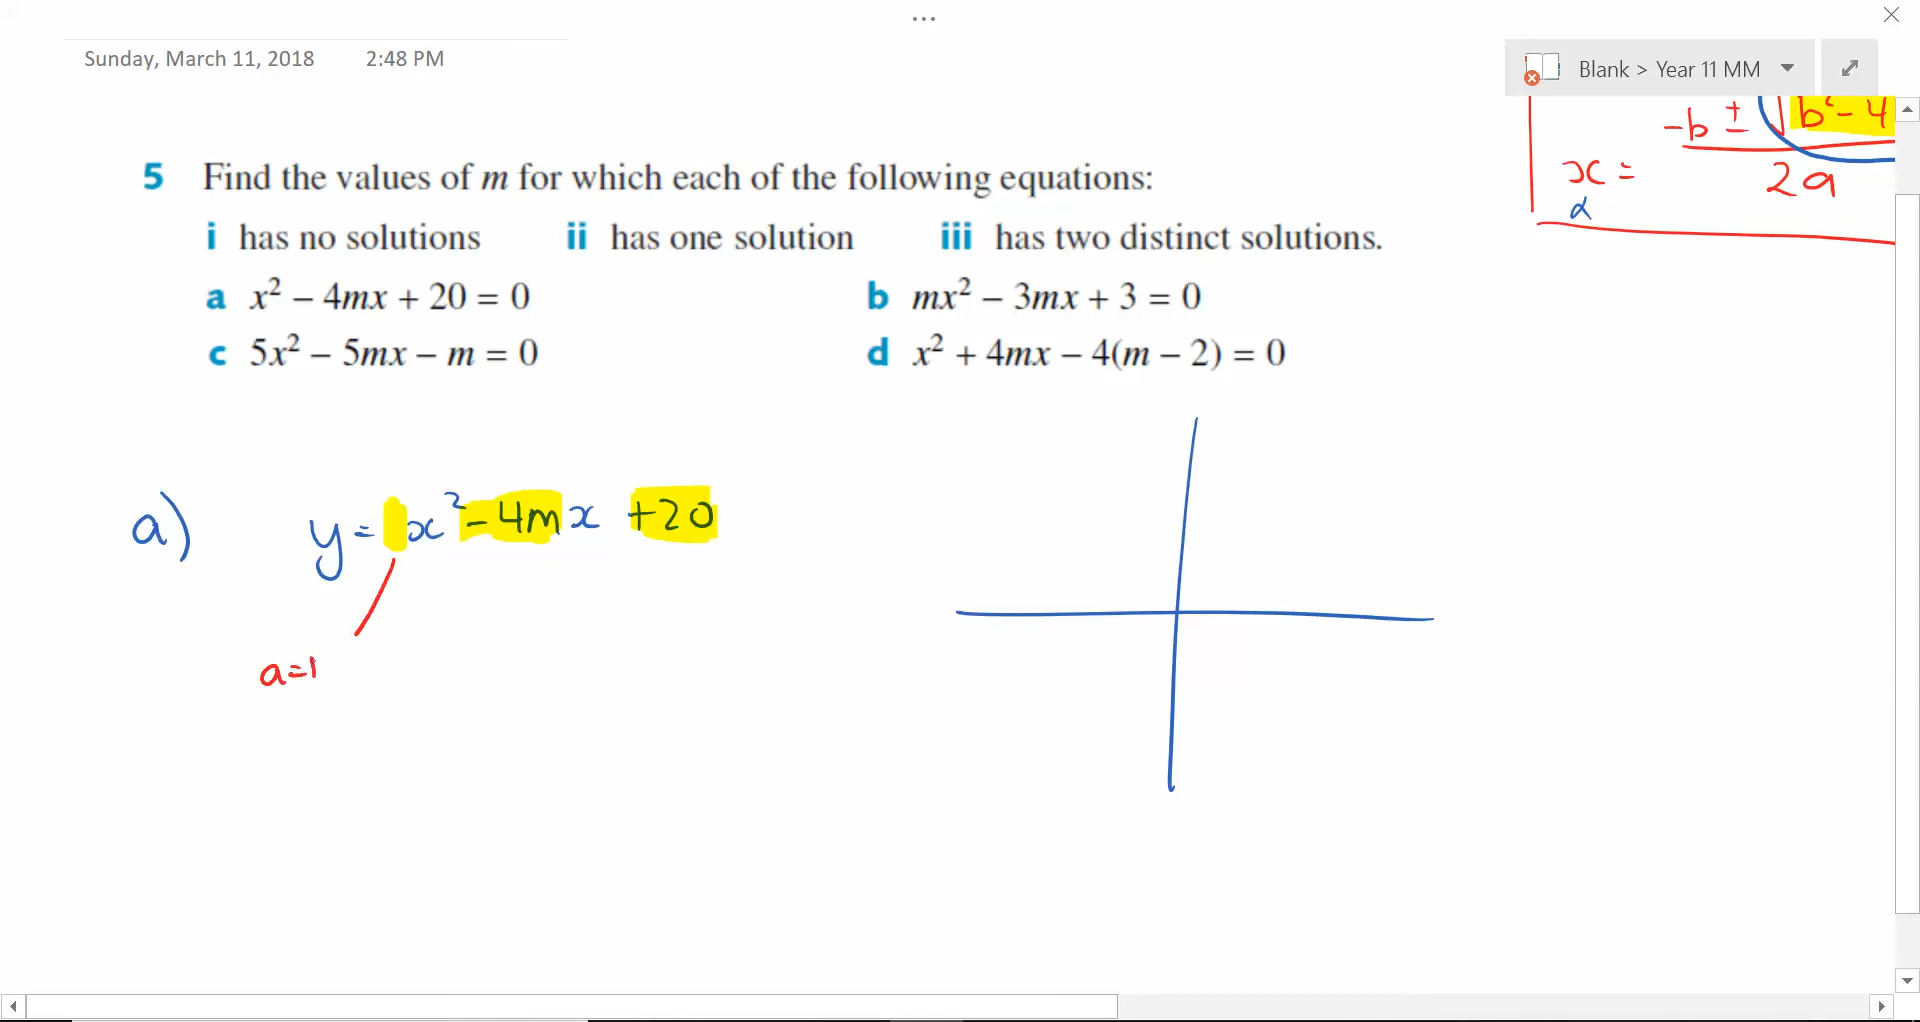 ...
Sunday, March 11, 2018 2:48 PM
Blank > Year 11 MM
-b ± √b² - 4
x = 2a
α
5 Find the values of m for which each of the following equations:
i has no solutions ii has one solution iii has two distinct solutions.
a x² – 4mx + 20 = 0 b mx² – 3mx + 3 = 0
c 5x² – 5mx – m = 0 d x² + 4mx – 4(m – 2) = 0
a) y = x² - 4mx + 20
a=1